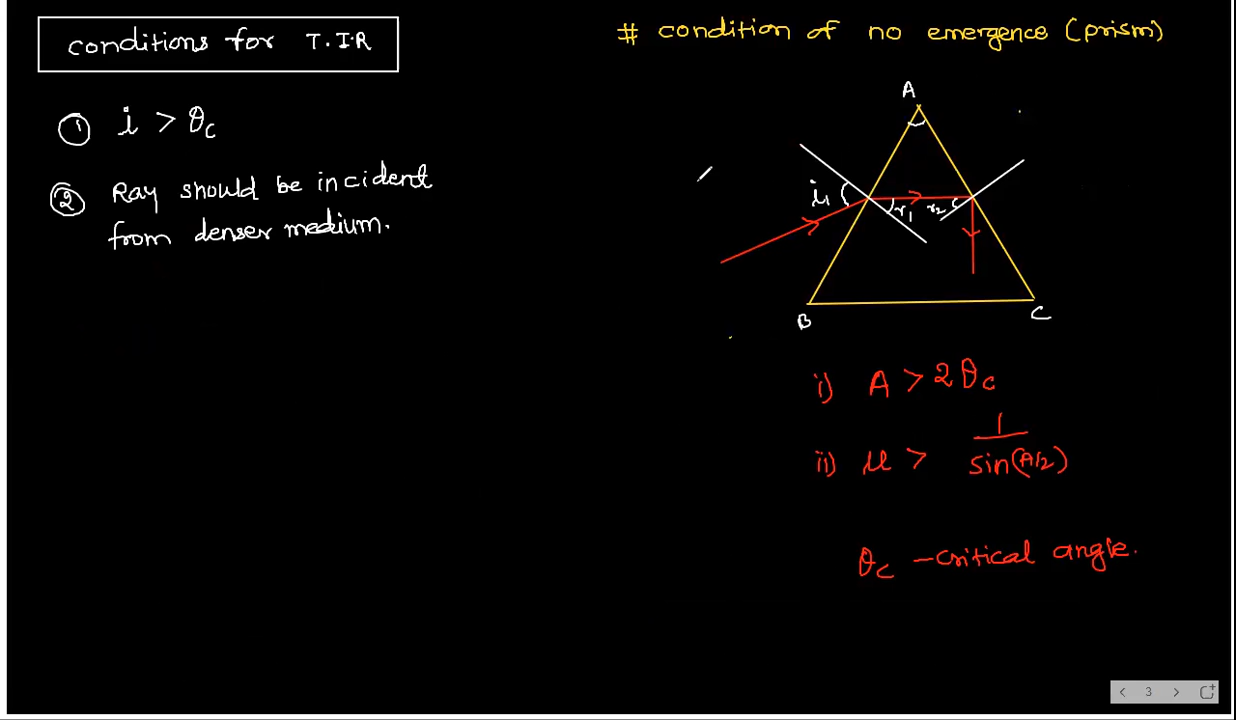 conditions for T.I.R
① i > θc
② Ray should be incident
from denser medium.
# condition of no emergence (prism)
A
i₁
r₁
r₂
B
C
i) A > 2θc
ii) μ > 1/sin(A/2)
θc - critical angle.
< 3 >